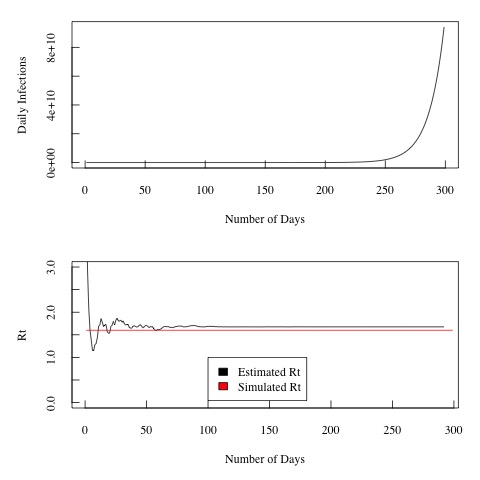 8e+10
4e+10
0e+00
Daily Infections
0 50 100 150 200 250 300
Number of Days
3.0
2.0
1.0
0.0
Rt
Estimated Rt
Simulated Rt
0 50 100 150 200 250 300
Number of Days